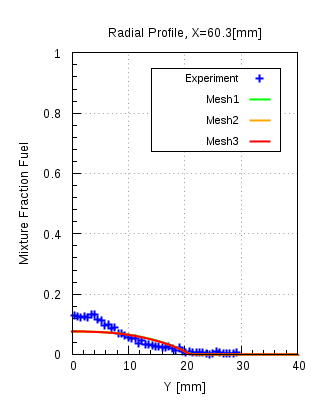 Radial Profile, X=60.3[mm]
1
Experiment
Mesh1
0.8
Mesh2
Mesh3
0.6
Mixture Fraction Fuel
0.4
0.2
0
0 10 20 30 40
Y [mm]